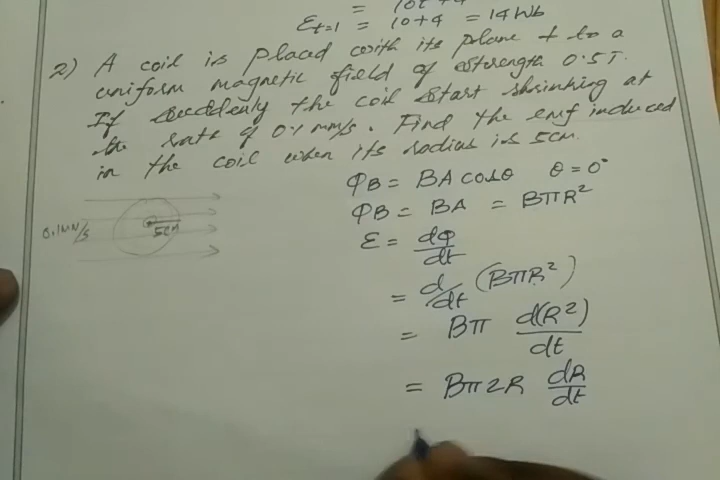 = 10t + 4
Et=1 = 10+4 = 14 Wb
2) A coil is placed with its plane + to a
uniform magnetic field of strength 0.5T.
If suddenly the coil start shrinking at
the rate of 0.1 mm/s. Find the emf induced
in the coil when its radius is 5cm.
ΦB = BA cosθ θ = 0°
ΦB = BA = BπR²
ε = dΦ/dt
= d/dt (BπR²)
= Bπ d(R²)/dt
= Bπ2R dR/dt
0.1mm/s
5cm